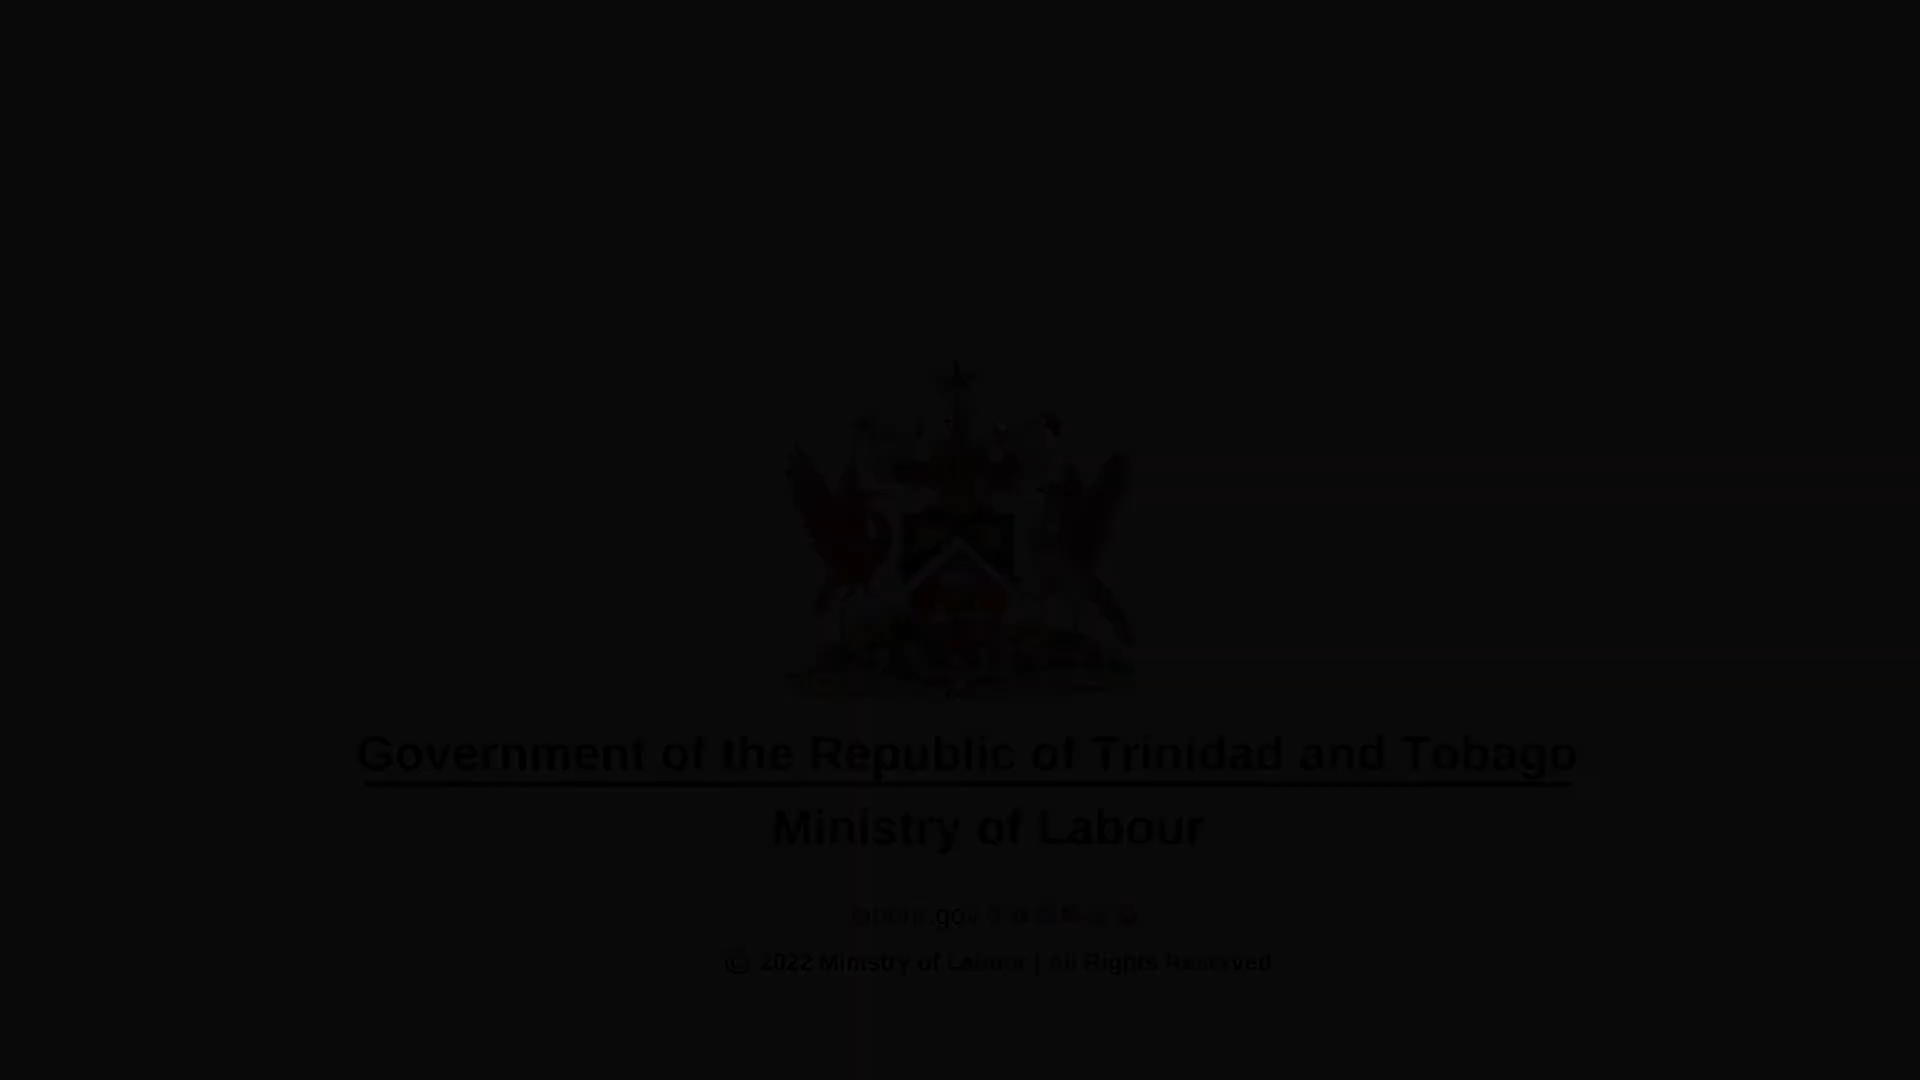 Government of the Republic of Trinidad and Tobago
Ministry of Labour
© 2022 Ministry of Labour | All Rights Reserved